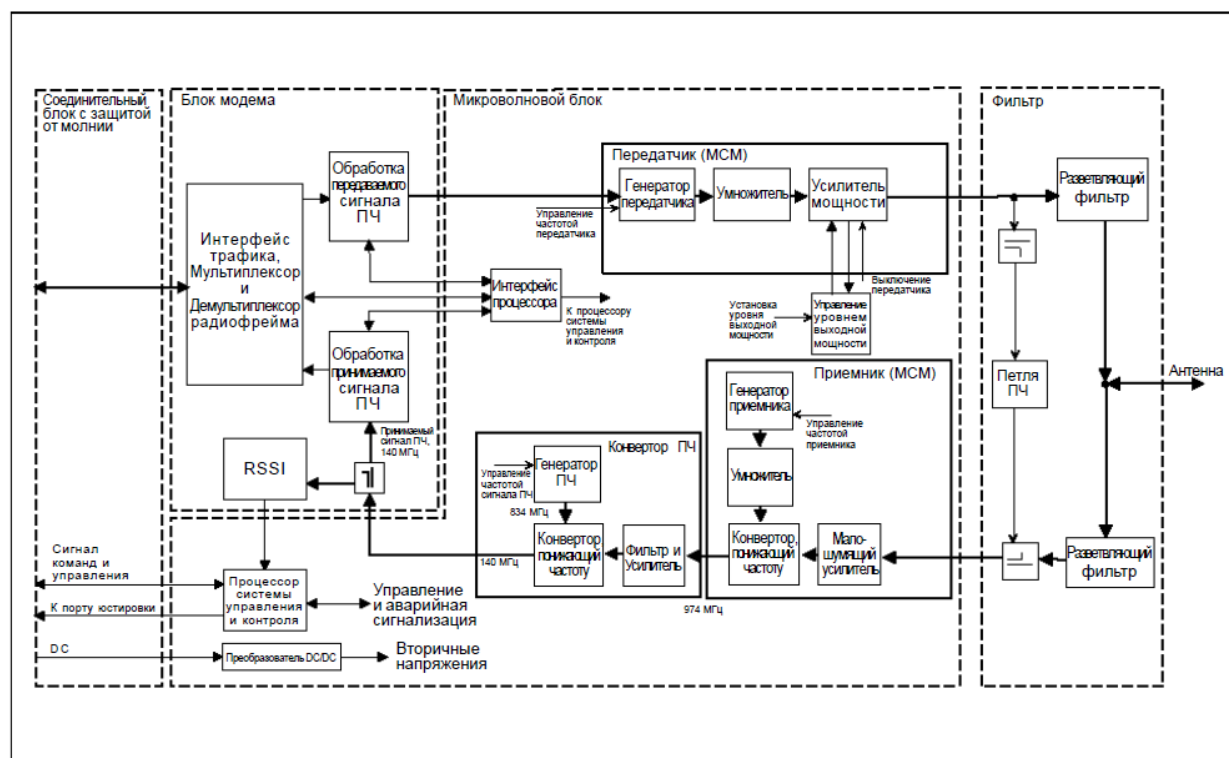 Соединительный
блок с защитой
от молнии
Блок модема
Микроволновой блок
Фильтр
Обработка
передаваемого
сигнала
ПЧ
Интерфейс
трафика,
Мультиплексор
и
Демультиплексор
радиофрейма
Обработка
принимаемого
сигнала
ПЧ
Принимаемый
сигнал ПЧ,
140 МГц
RSSI
Интерфейс
процессора
К процессору
системы
управления
и контроля
Передатчик (МСМ)
Генератор
передатчика
Умножитель
Усилитель
мощности
Управление
частотой
передатчика
Выключение
передатчика
Установка
уровня
выходной
мощности
Управление
уровнем
выходной
мощности
Приемник (МСМ)
Генератор
приемника
Управление
частотой
приемника
Умножитель
Конвертор,
понижающий
частоту
Мало-
шумящий
усилитель
974 МГц
Конвертор ПЧ
Управление
частотой
сигнала ПЧ
Генератор
ПЧ
834 МГц
Конвертор
понижающий
частоту
Фильтр и
Усилитель
140 МГц
Разветвляющий
фильтр
Петля
ПЧ
Антенна
Разветвляющий
фильтр
Сигнал
команд и
управления
К порту юстировки
DC
Процессор
системы
управления
и контроля
Управление
и аварийная
сигнализация
Преобразователь DC/DC
Вторичные
напряжения